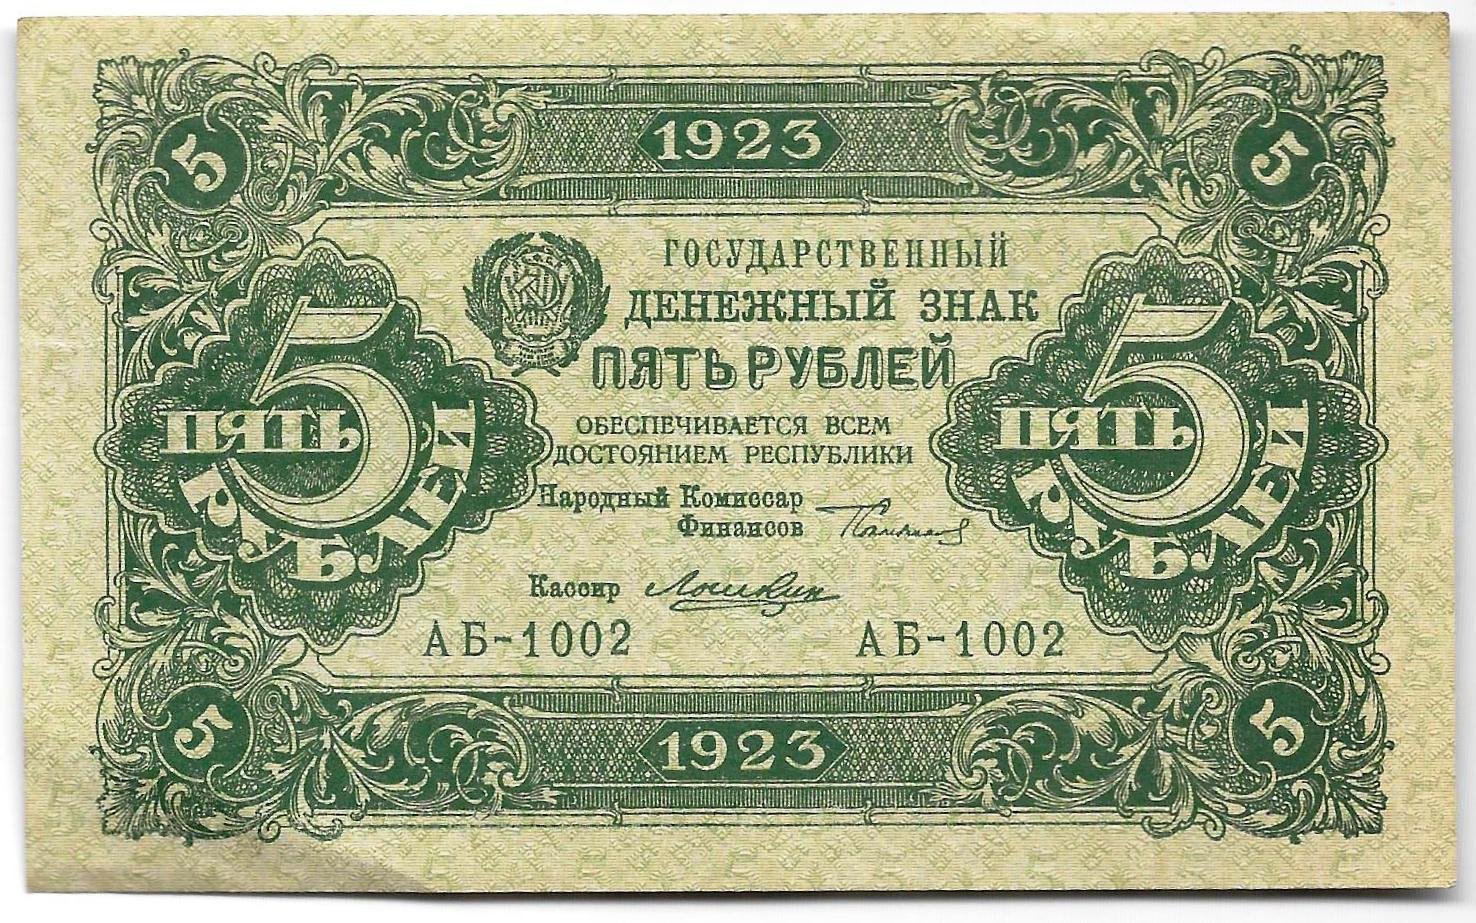 5
1923
5
ГОСУДАРСТВЕННЫЙ
ДЕНЕЖНЫЙ ЗНАК
ПЯТЬ РУБЛЕЙ
5 ПЯТЬ РУБЛЕЙ
5 ПЯТЬ РУБЛЕЙ
ОБЕСПЕЧИВАЕТСЯ ВСЕМ
ДОСТОЯНИЕМ РЕСПУБЛИКИ
Народный Комиссар
Финансов
Кассир
АБ-1002
АБ-1002
5
1923
5